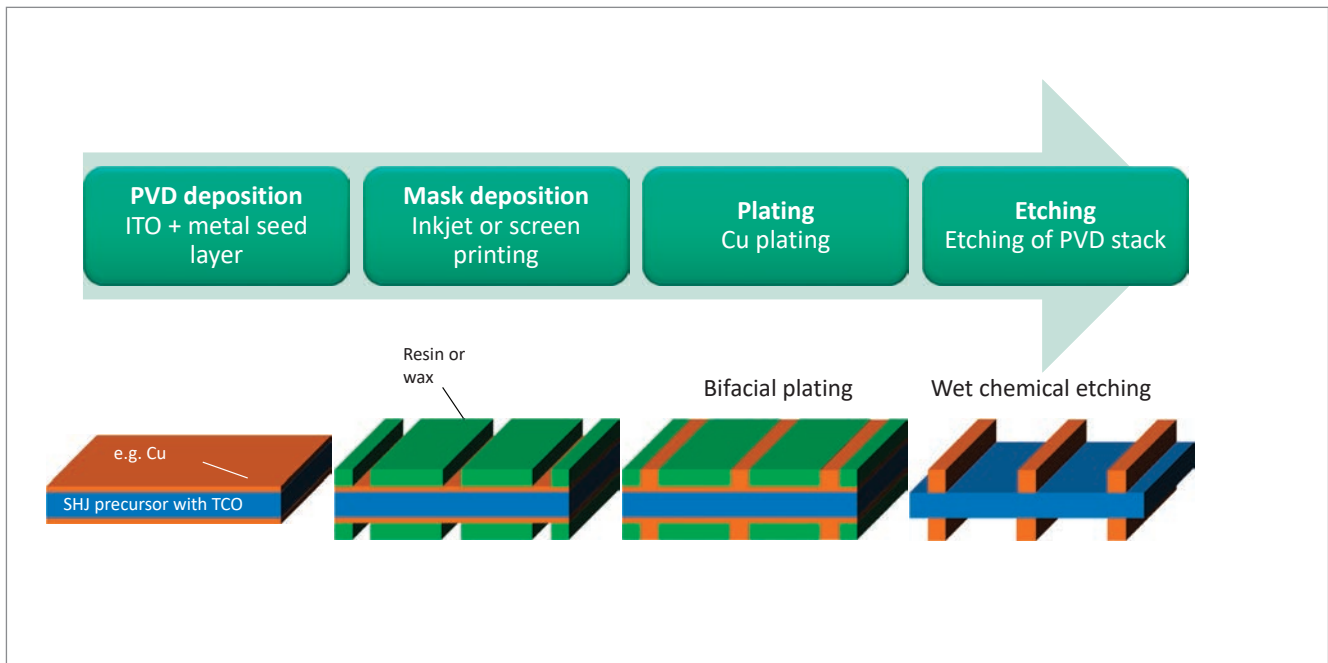 PVD deposition
ITO + metal seed
layer
Mask deposition
Inkjet or screen
printing
Plating
Cu plating
Etching
Etching of PVD stack
Resin or
wax
Bifacial plating
Wet chemical etching
e.g. Cu
SHJ precursor with TCO